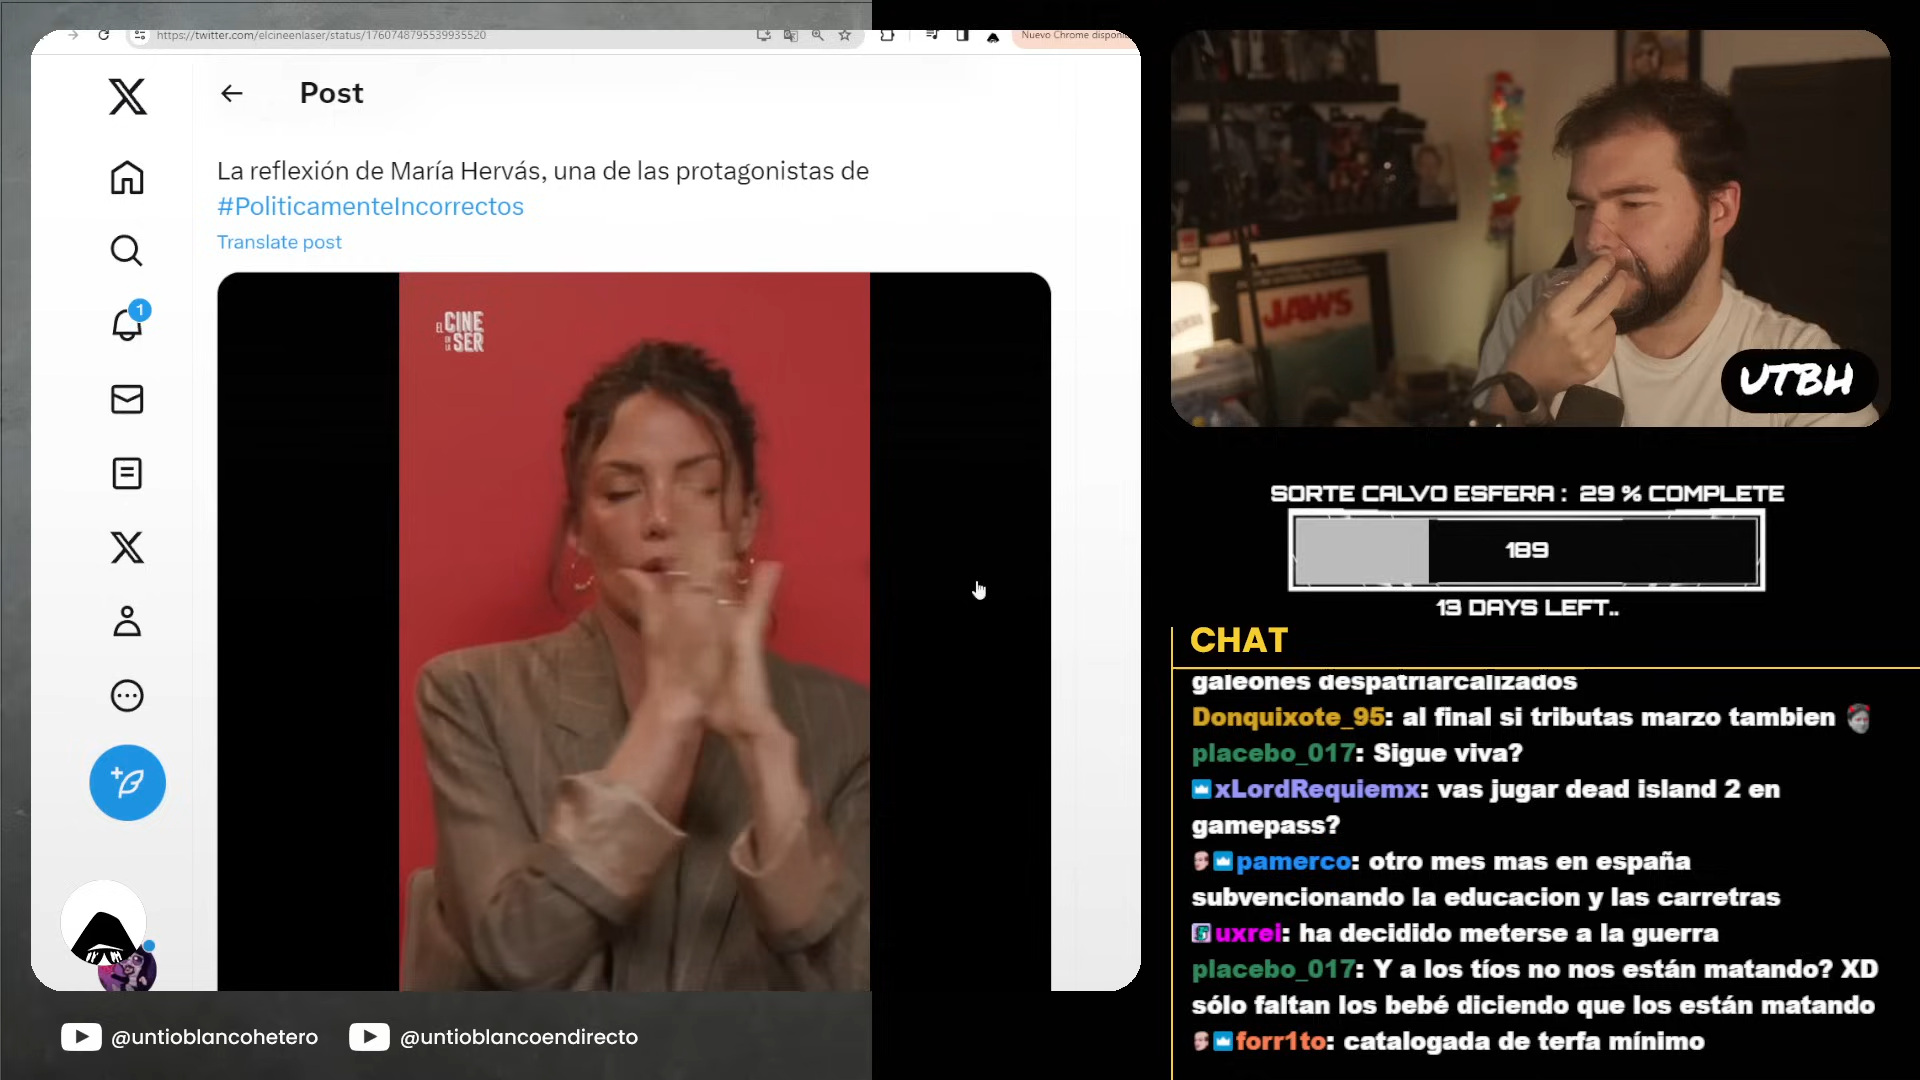 https://twitter.com/elcineenlaser/status/1760748795539935520
Nuevo Chrome disponib
Post
La reflexión de María Hervás, una de las protagonistas de
#PoliticamenteIncorrectos
Translate post
1
EL CINE
EN LA SER
JAWS
UTBH
SORTE CALVO ESFERA : 29 % COMPLETE
189
13 DAYS LEFT..
CHAT
galeones despatriarcalizados
Donquixote_95: al final si tributas marzo tambien
placebo_017: Sigue viva?
xLordRequiemx: vas jugar dead island 2 en
gamepass?
pamerco: otro mes mas en españa
subvencionando la educacion y las carretras
uxrei: ha decidido meterse a la guerra
placebo_017: Y a los tíos no nos están matando? XD
sólo faltan los bebé diciendo que los están matando
forr1to: catalogada de terfa mínimo
@untioblancohetero
@untioblancoendirecto